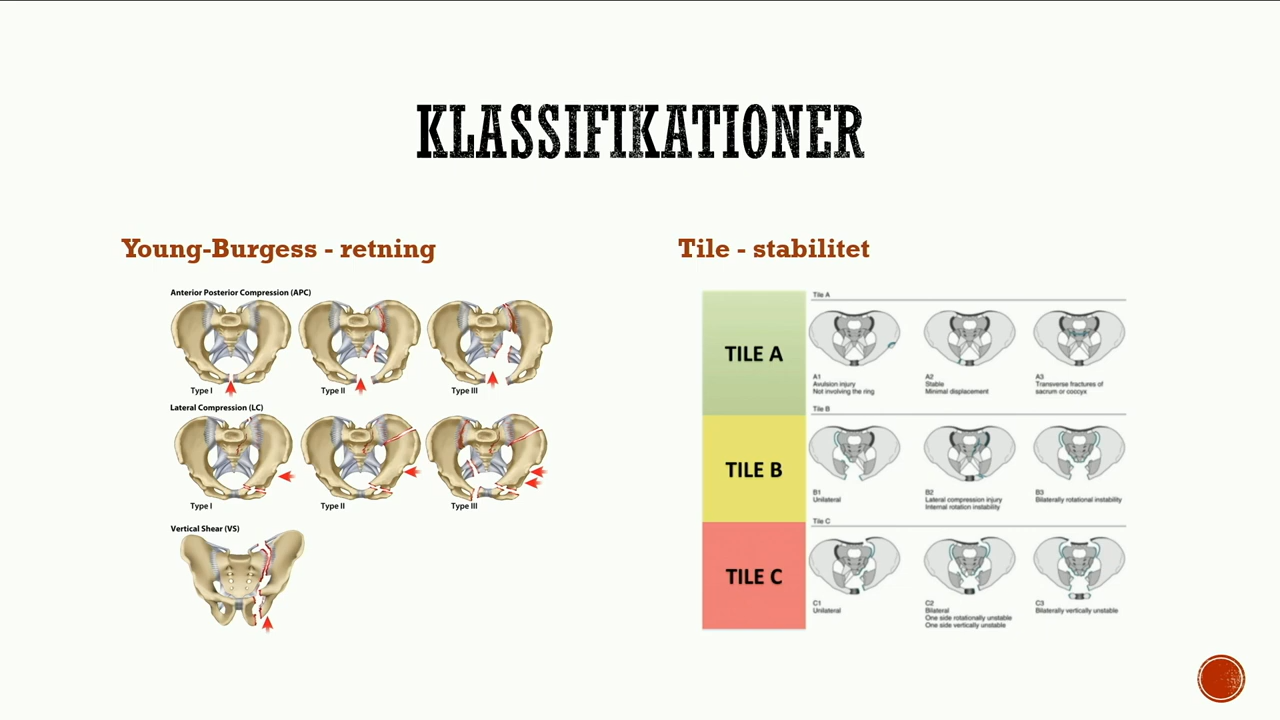 KLASSIFIKATIONER
Young-Burgess - retning
Anterior Posterior Compression (APC)
Type I
Type II
Type III
Lateral Compression (LC)
Type I
Type II
Type III
Vertical Shear (VS)
Tile - stabilitet
TILE A
Tile A
A1
Avulsion injury
Not involving the ring
A2
Stable
Minimal displacement
A3
Transverse fractures of
sacrum or coccyx
TILE B
Tile B
B1
Unilateral
B2
Lateral compression injury
Internal rotation instability
B3
Bilaterally rotational instability
TILE C
Tile C
C1
Unilateral
C2
Bilateral
One side rotationally unstable
One side vertically unstable
C3
Bilaterally vertically unstable